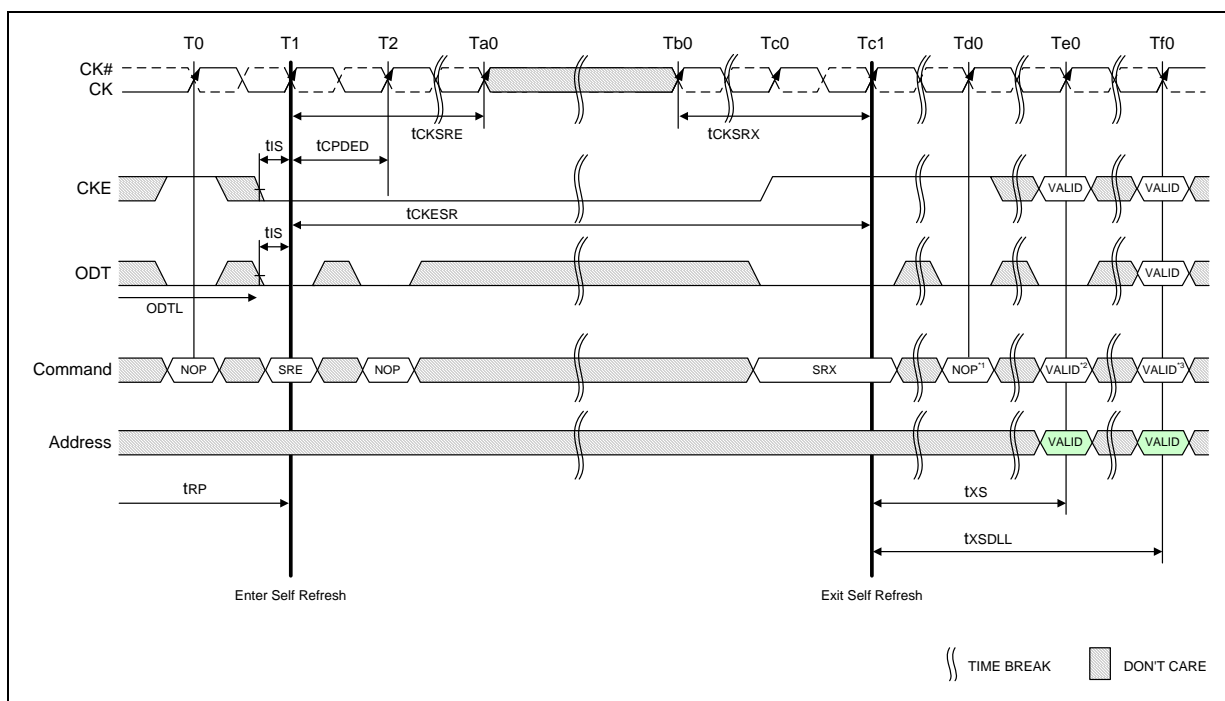 T0 T1 T2 Ta0 Tb0 Tc0 Tc1 Td0 Te0 Tf0
CK#
CK
tCKSRE tCKSRX
tIS tCPDED
CKE VALID VALID
tCKESR
tIS
ODT VALID
ODTL
Command NOP SRE NOP SRX NOP*1 VALID*2 VALID*3
Address VALID VALID
tRP tXS
tXSDLL
Enter Self Refresh Exit Self Refresh
TIME BREAK DON'T CARE